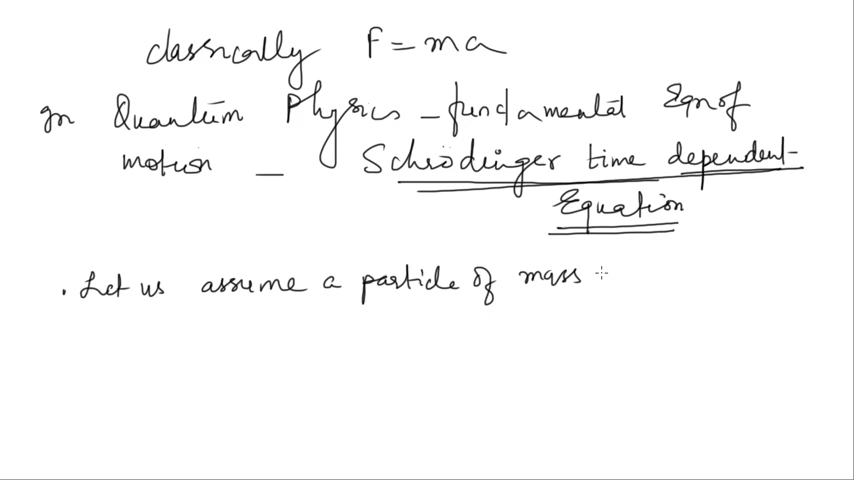 classically F = ma
In Quantum Physics - fundamental Eqn of
motion - Schrödinger time dependent
Equation
. Let us assume a particle of mass